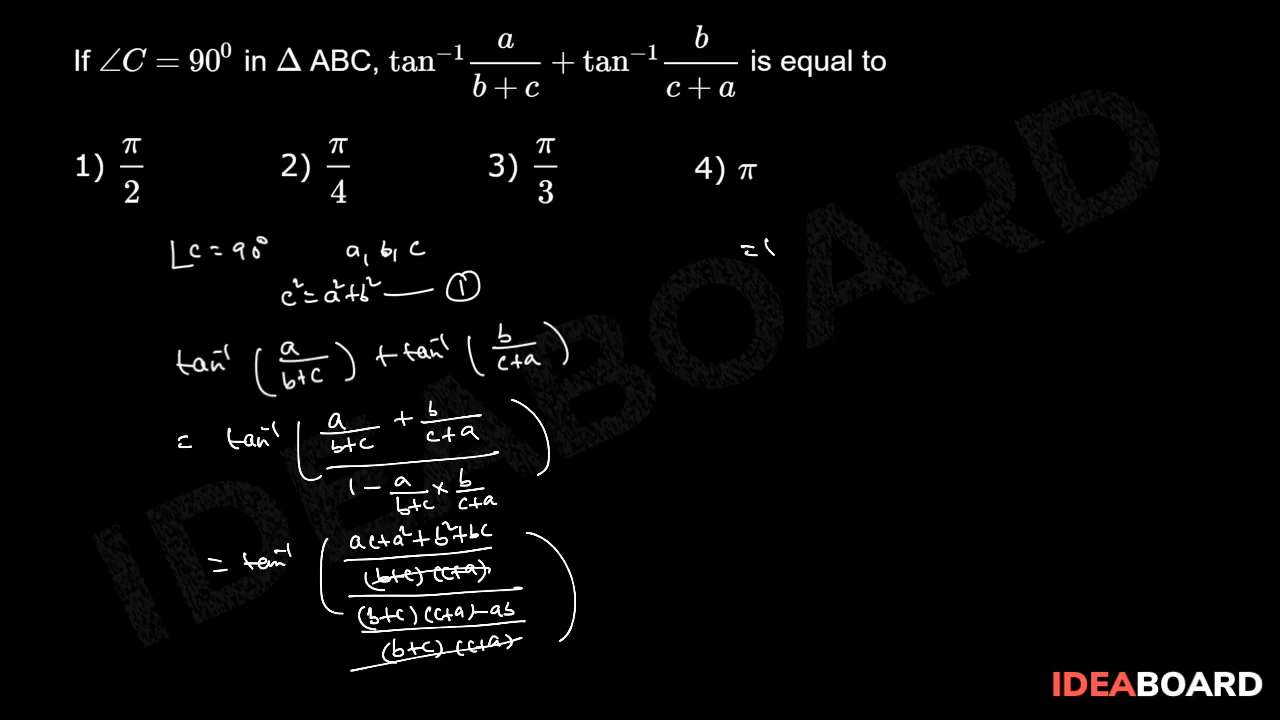 If ∠C = 90⁰ in Δ ABC, tan⁻¹ a/(b+c) + tan⁻¹ b/(c+a) is equal to
1) π/2 2) π/4 3) π/3 4) π
∟C = 90° a, b, c
c² = a² + b² —— ①
tan⁻¹ (a/(b+c)) + tan⁻¹ (b/(c+a))
= tan⁻¹ ((a/(b+c) + b/(c+a)) / (1 − a/(b+c) × b/(c+a)))
= tan⁻¹ (((ac+a²+b²+bc)/((b+c)(c+a))) / (((b+c)(c+a)−ab)/((b+c)(c+a))))
=
IDEABOARD
IDEABOARD